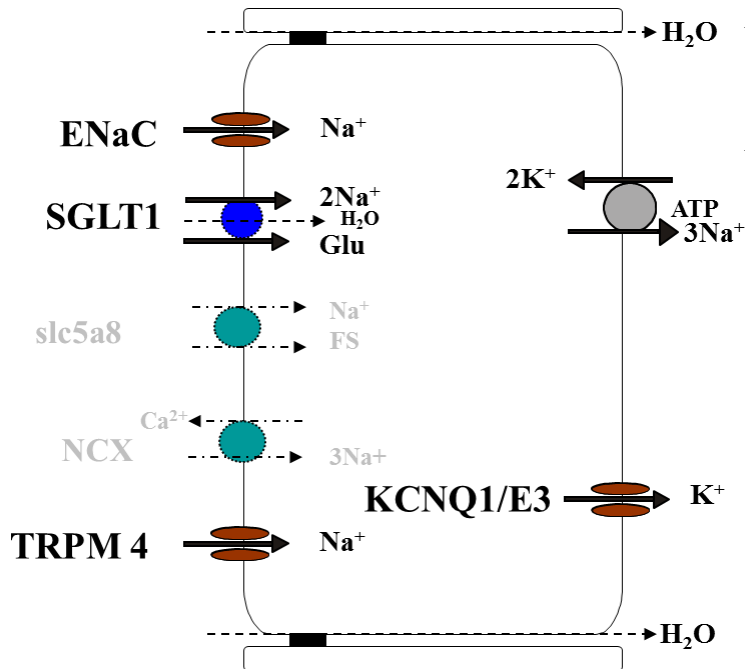 H₂O
ENaC
Na⁺
SGLT1
2Na⁺
H₂O
Glu
2K⁺
ATP
3Na⁺
slc5a8
Na⁺
FS
Ca²⁺
NCX
3Na+
KCNQ1/E3
K⁺
TRPM 4
Na⁺
H₂O